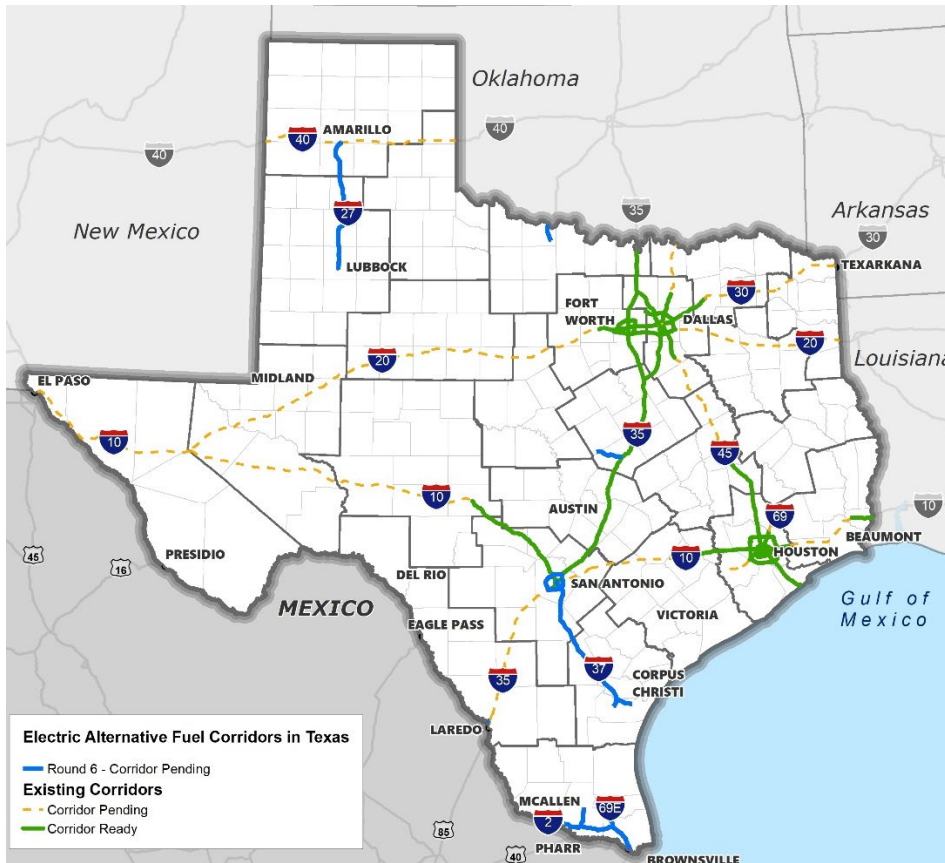 Oklahoma
40
AMARILLO
40
40
40
35
Arkansas
30
New Mexico
27
LUBBOCK
TEXARKANA
30
FORT
WORTH
DALLAS
20
Louisiana
20
EL PASO
MIDLAND
10
35
45
10
69
10
AUSTIN
BEAUMONT
HOUSTON
10
PRESIDIO
45
16
DEL RIO
SAN ANTONIO
MEXICO
EAGLE PASS
VICTORIA
Gulf of
Mexico
37
35
CORPUS
CHRISTI
LAREDO
Electric Alternative Fuel Corridors in Texas
Round 6 - Corridor Pending
Existing Corridors
Corridor Pending
Corridor Ready
MCALLEN
69E
2
PHARR
85
40
BROWNSVILLE